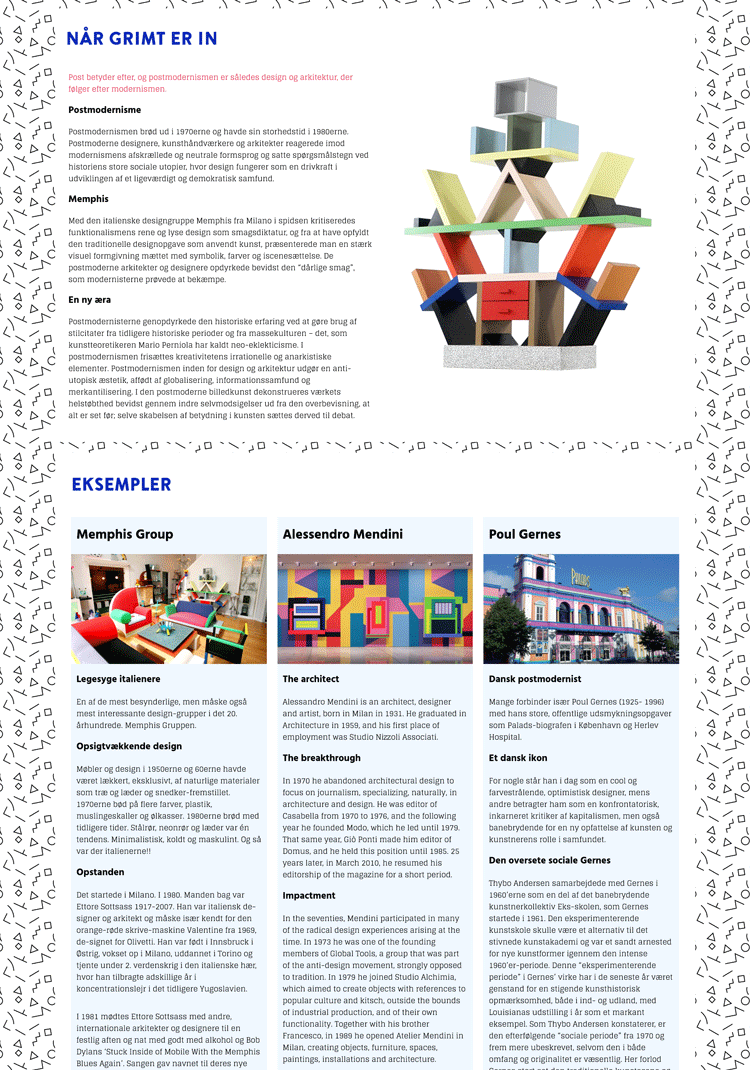 NÅR GRIMT ER IN
Post betyder efter, og postmodernismen er således design og arkitektur, der
følger efter modernismen.
Postmodernisme
Postmodernismen brød ud i 1970erne og havde sin storhedstid i 1980erne.
Postmoderne designere, kunsthåndværkere og arkitekter reagerede imod
modernismens afskrællede og neutrale formsprog og satte spørgsmålstegn ved
historiens store sociale utopier, hvor design fungerer som en drivkraft i
udviklingen af et ligeværdigt og demokratisk samfund.
Memphis
Med den italienske designgruppe Memphis fra Milano i spidsen kritiseredes
funktionalismens rene og lyse design som smagsdiktatur, og fra at have opfyldt
den traditionelle designopgave som anvendt kunst, præsenterede man en stærk
visuel formgivning mættet med symbolik, farver og iscenesættelse. De
postmoderne arkitekter og designere opdyrkede bevidst den "dårlige smag",
som modernisterne prøvede at bekæmpe.
En ny æra
Postmodernisterne genopdyrkede den historiske erfaring ved at gøre brug af
stilcitater fra tidligere historiske perioder og fra massekulturen – det, som
kunstteoretikeren Mario Perniola har kaldt neo-eklekticisme. I
postmodernismen frisættes kreativitetens irrationelle og anarkistiske
elementer. Postmodernismen inden for design og arkitektur udgør en anti-
utopisk æstetik, affødt af globalisering, informationssamfund og
merkantilisering. I den postmoderne billedkunst dekonstrueres værkets
helstøbthed bevidst gennem indre selvmodsigelser ud fra den overbevisning, at
alt er set før; selve skabelsen af betydning i kunsten sættes derved til debat.
EKSEMPLER
Memphis Group
Legesyge italienere
En af de mest besynderlige, men måske også
mest interessante design-grupper i det 20.
århundrede. Memphis Gruppen.
Opsigtvækkende design
Møbler og design i 1950erne og 60erne havde
været lækkert, eksklusivt, af naturlige materialer
som træ og læder og snedker-fremstillet.
1970erne bød på flere farver, plastik,
muslingeskaller og ølkasser. 1980erne brød med
tidligere tider. Stålrør, neonrør og læder var én
tendens. Minimalistisk, koldt og maskulint. Og så
var der italienerne!!
Opstanden
Det startede i Milano. I 1980. Manden bag var
Ettore Sottsass 1917-2007. Han var italiensk de-
signer og arkitekt og måske især kendt for den
orange-røde skrive-maskine Valentine fra 1969,
de-signet for Olivetti. Han var født i Innsbruck i
Østrig, vokset op i Milano, uddannet i Torino og
tjente under 2. verdenskrig i den italienske hær,
hvor han tilbragte adskillige år i
koncentrationslejr i det tidligere Yugoslavien.
I 1981 mødtes Ettore Sottsass med andre,
internationale arkitekter og designere til en
festlig aften og nat med godt med alkohol og Bob
Dylans 'Stuck Inside of Mobile With the Memphis
Blues Again'. Sangen gav navnet til deres nye
Alessandro Mendini
The architect
Alessandro Mendini is an architect, designer
and artist, born in Milan in 1931. He graduated in
Architecture in 1959, and his first place of
employment was Studio Nizzoli Associati.
The breakthrough
In 1970 he abandoned architectural design to
focus on journalism, specializing, naturally, in
architecture and design. He was editor of
Casabella from 1970 to 1976, and the following
year he founded Modo, which he led until 1979.
That same year, Giò Ponti made him editor of
Domus, and he held this position until 1985. 25
years later, in March 2010, he resumed his
editorship of the magazine for a short period.
Impactment
In the seventies, Mendini participated in many
of the radical design experiences arising at the
time. In 1973 he was one of the founding
members of Global Tools, a group that was part
of the anti-design movement, strongly opposed
to tradition. In 1979 he joined Studio Alchimia,
which aimed to create objects with references to
popular culture and kitsch, outside the bounds
of industrial production, and of their own
functionality. Together with his brother
Francesco, in 1989 he opened Atelier Mendini in
Milan, creating objects, furniture, spaces,
paintings, installations and architecture.
Poul Gernes
PALADS
Dansk postmodernist
Mange forbinder især Poul Gernes (1925- 1996)
med hans store, offentlige udsmykningsopgaver
som Palads-biografen i København og Herlev
Hospital.
Et dansk ikon
For nogle står han i dag som en cool og
farvestrålende, optimistisk designer, mens
andre betragter ham som en konfrontatorisk,
inkarneret kritiker af kapitalismen, men også
banebrydende for en ny opfattelse af kunsten og
kunstnerens rolle i samfundet.
Den oversete sociale Gernes
Thybo Andersen samarbejdede med Gernes i
1960'erne som en del af det banebrydende
kunstnerkollektiv Eks-skolen, som Gernes
startede i 1961. Den eksperimenterende
kunstskole skulle være et alternativ til det
stivnede kunstakademi og var et sandt arnested
for nye kunstformer igennem den intense
1960'er-periode. Denne "eksperimenterende
periode" i Gernes' virke har i de seneste år været
genstand for en stigende kunsthistorisk
opmærksomhed, både i ind- og udland, med
Louisianas udstilling i år som et markant
eksempel. Som Thybo Andersen konstaterer, er
den efterfølgende "sociale periode" fra 1970 og
frem mere ubeskrevet, selvom den i både
omfang og originalitet er væsentlig. Her forlod